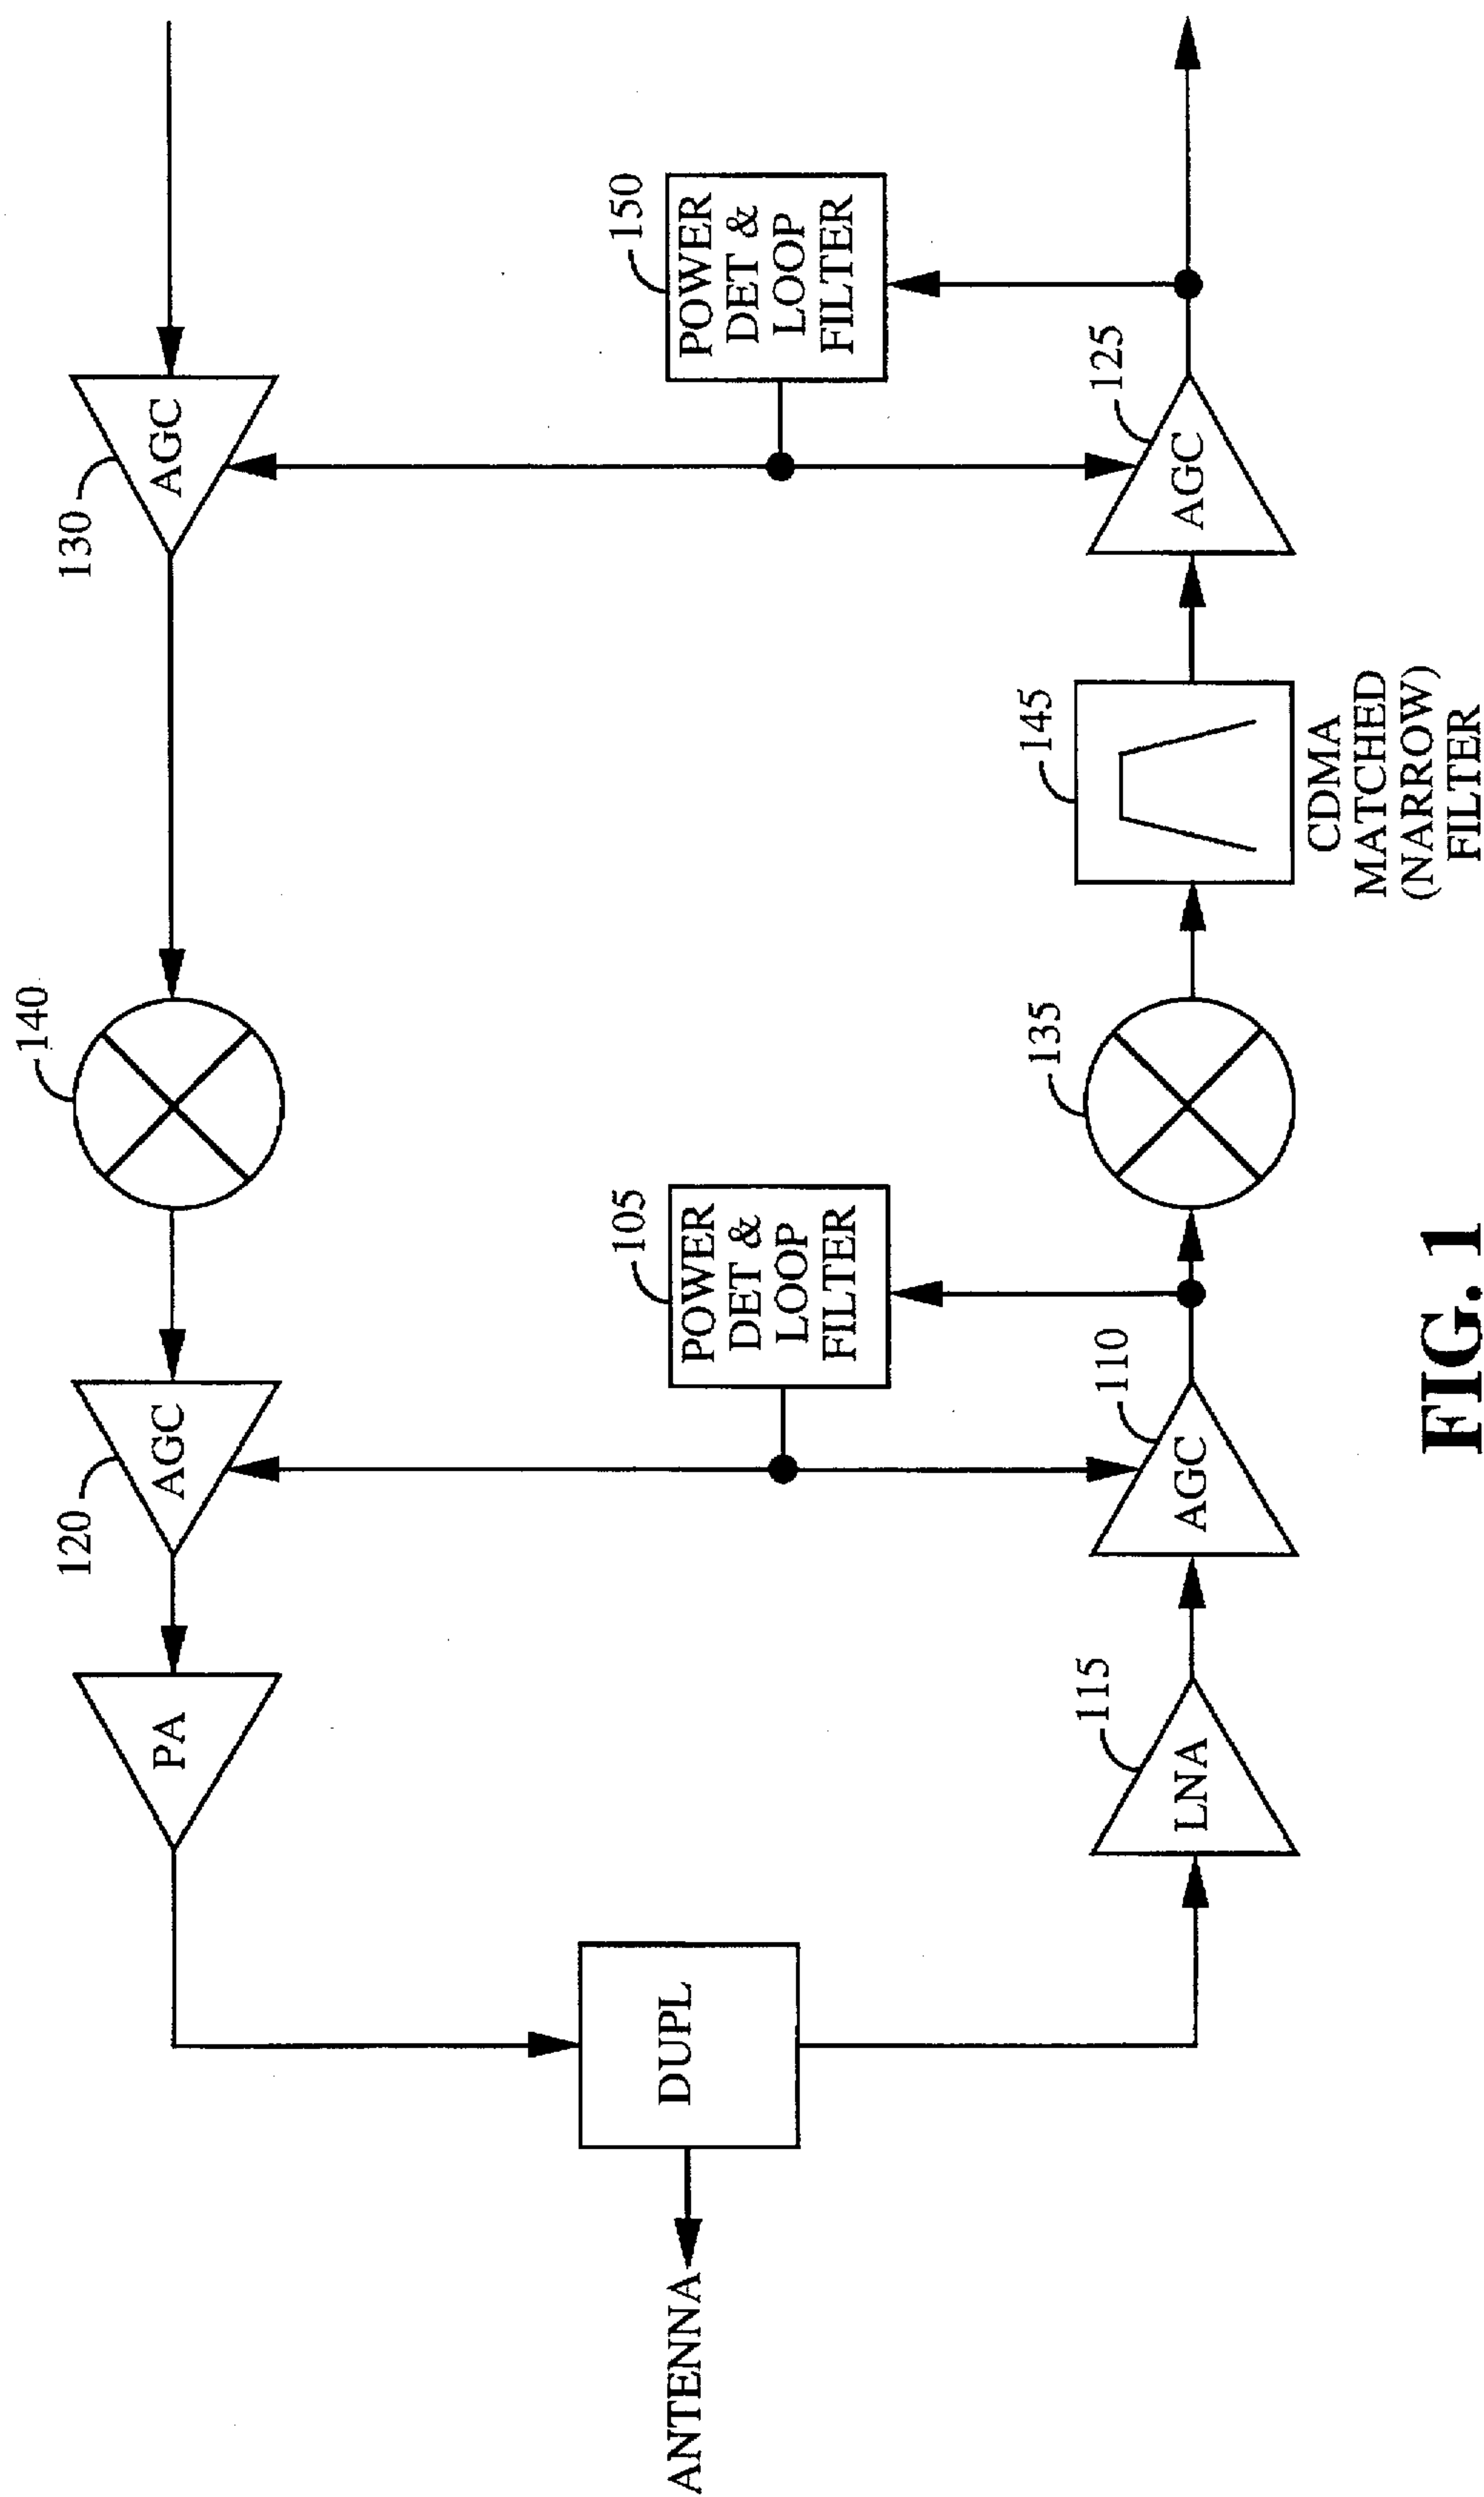 130
AGC
140
120
AGC
PA
150
POWER
DET &
LOOP
FILTER
105
POWER
DET &
LOOP
FILTER
DUPL
ANTENNA
115
LNA
110
AGC
135
145
CDMA
MATCHED
(NARROW)
FILTER
125
AGC
FIG. 1